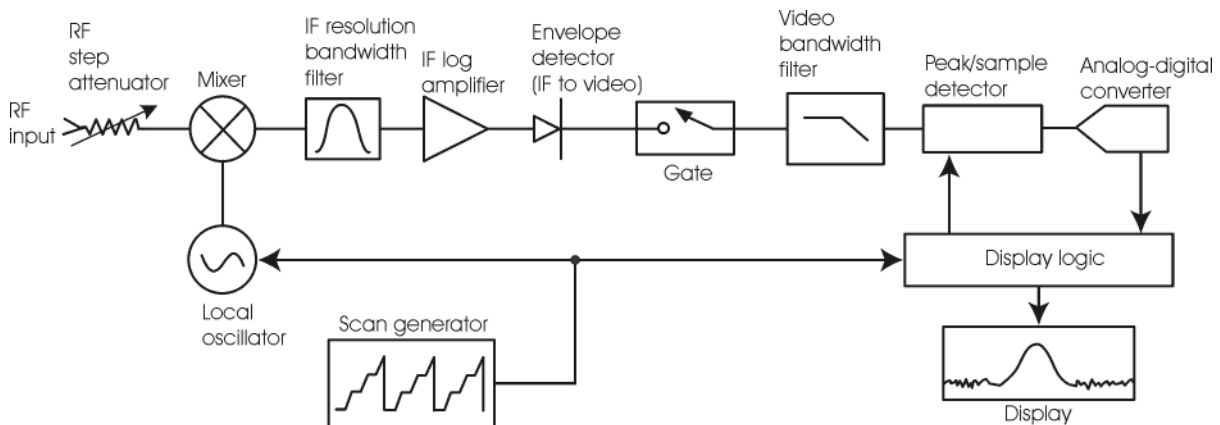 RF
step
attenuator
RF
input
Mixer
IF resolution
bandwidth
filter
IF log
amplifier
Envelope
detector
(IF to video)
Gate
Video
bandwidth
filter
Peak/sample
detector
Analog-digital
converter
Local
oscillator
Scan generator
Display logic
Display